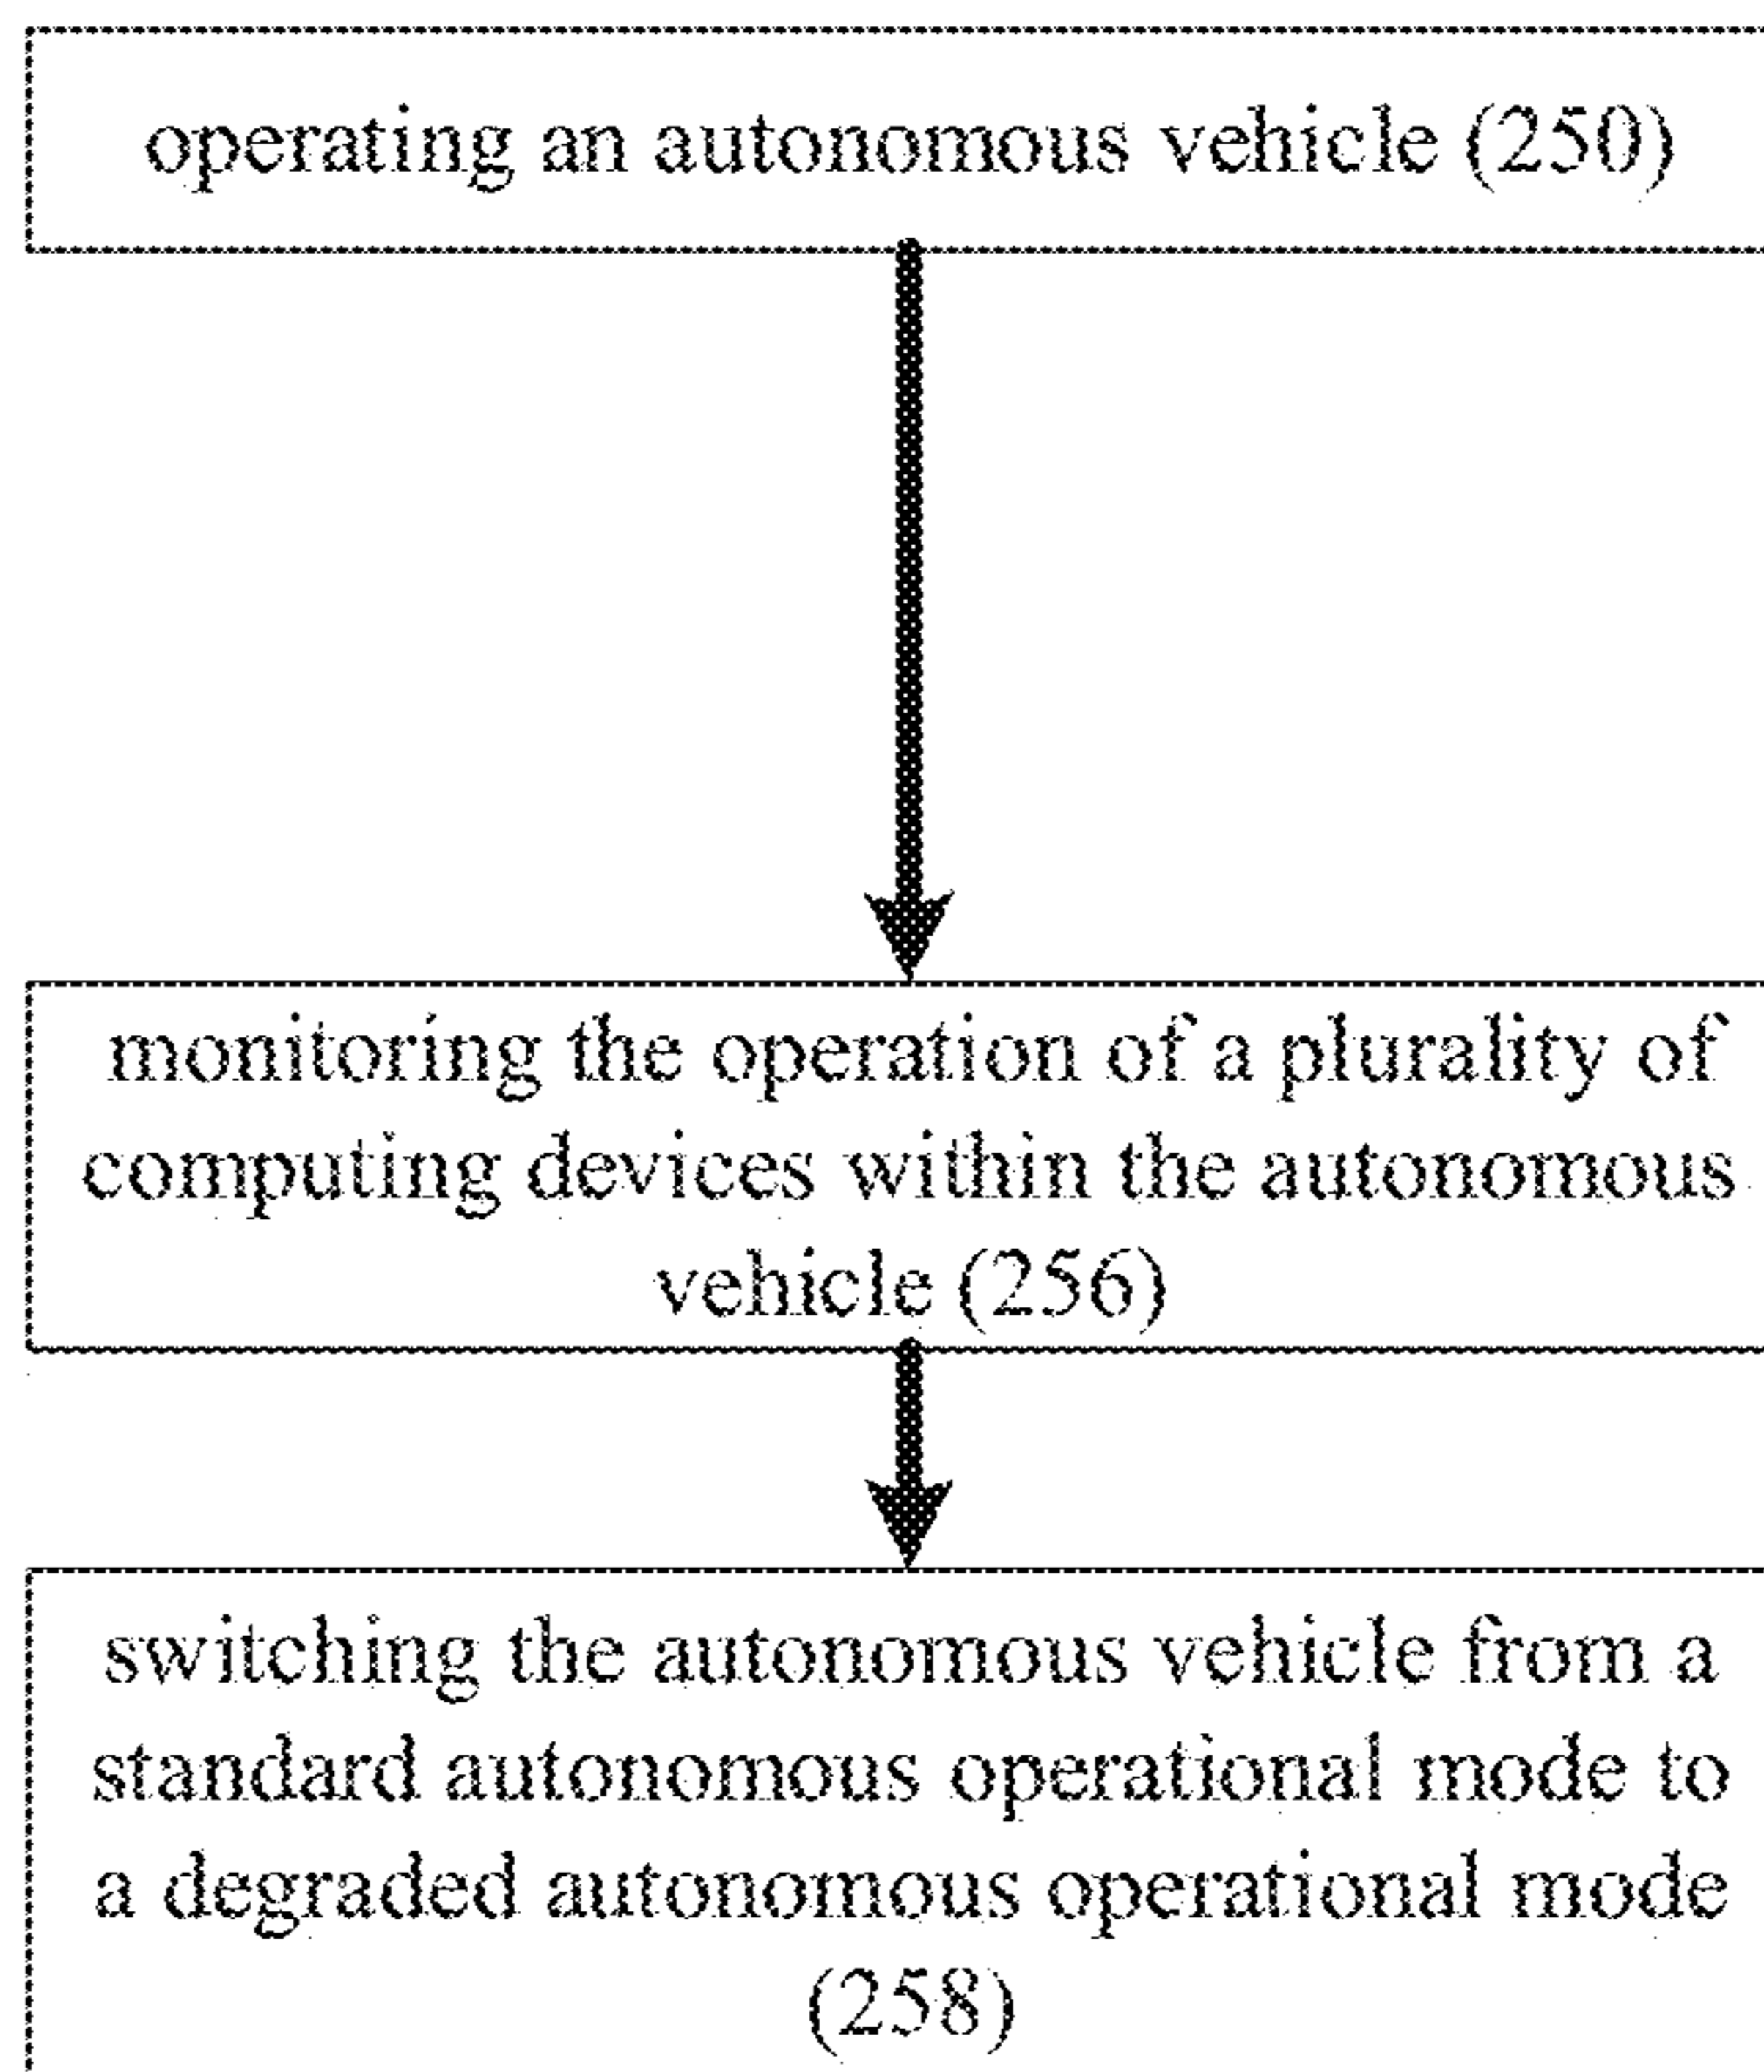 operating an autonomous vehicle (250)
monitoring the operation of a plurality of
computing devices within the autonomous
vehicle (256)
switching the autonomous vehicle from a
standard autonomous operational mode to
a degraded autonomous operational mode
(258)